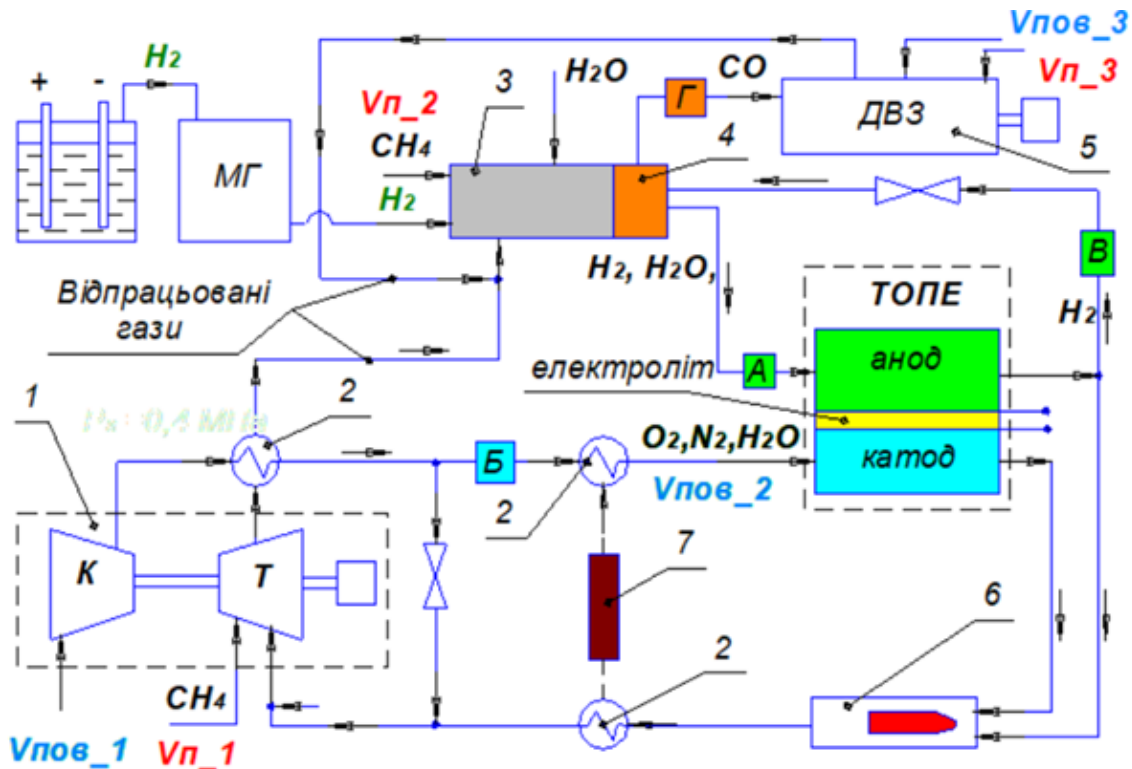 Vпов_3
H2
+ -
H2O
CO
3
Vп_2
Г
Vп_3
ДВЗ
CH4
4
5
МГ
H2
В
H2, H2O,
ТОПЕ
Відпрацьовані
гази
H2
електроліт
А
анод
1
2
O2,N2,H2O
катод
Б
2
Vпов_2
7
К
Т
6
CH4
2
Vпов_1
Vп_1